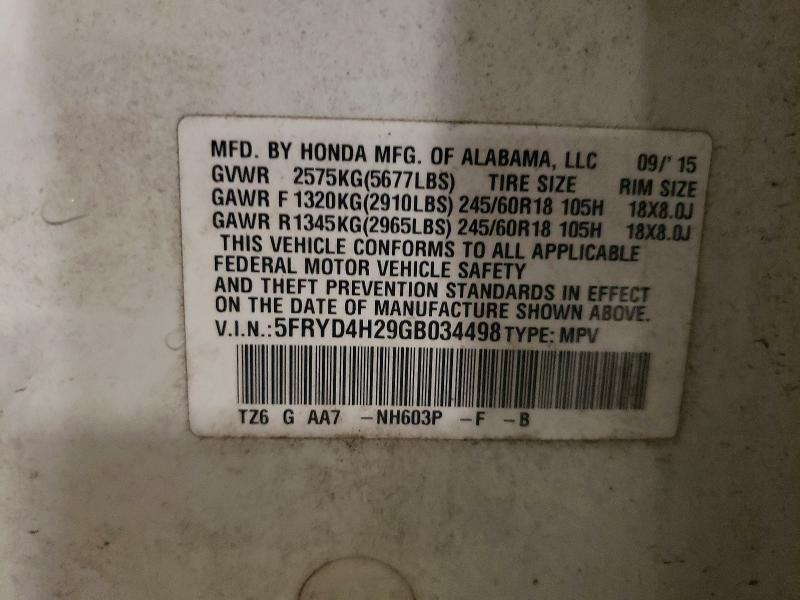 MFD. BY HONDA MFG. OF ALABAMA, LLC 09/' 15
GVWR 2575KG(5677LBS) TIRE SIZE RIM SIZE
GAWR F 1320KG(2910LBS) 245/60R18 105H 18X8.0J
GAWR R1345KG(2965LBS) 245/60R18 105H 18X8.0J
THIS VEHICLE CONFORMS TO ALL APPLICABLE
FEDERAL MOTOR VEHICLE SAFETY
AND THEFT PREVENTION STANDARDS IN EFFECT
ON THE DATE OF MANUFACTURE SHOWN ABOVE.
V.I.N.:5FRYD4H29GB034498 TYPE: MPV
TZ6 G AA7 -NH603P -F -B